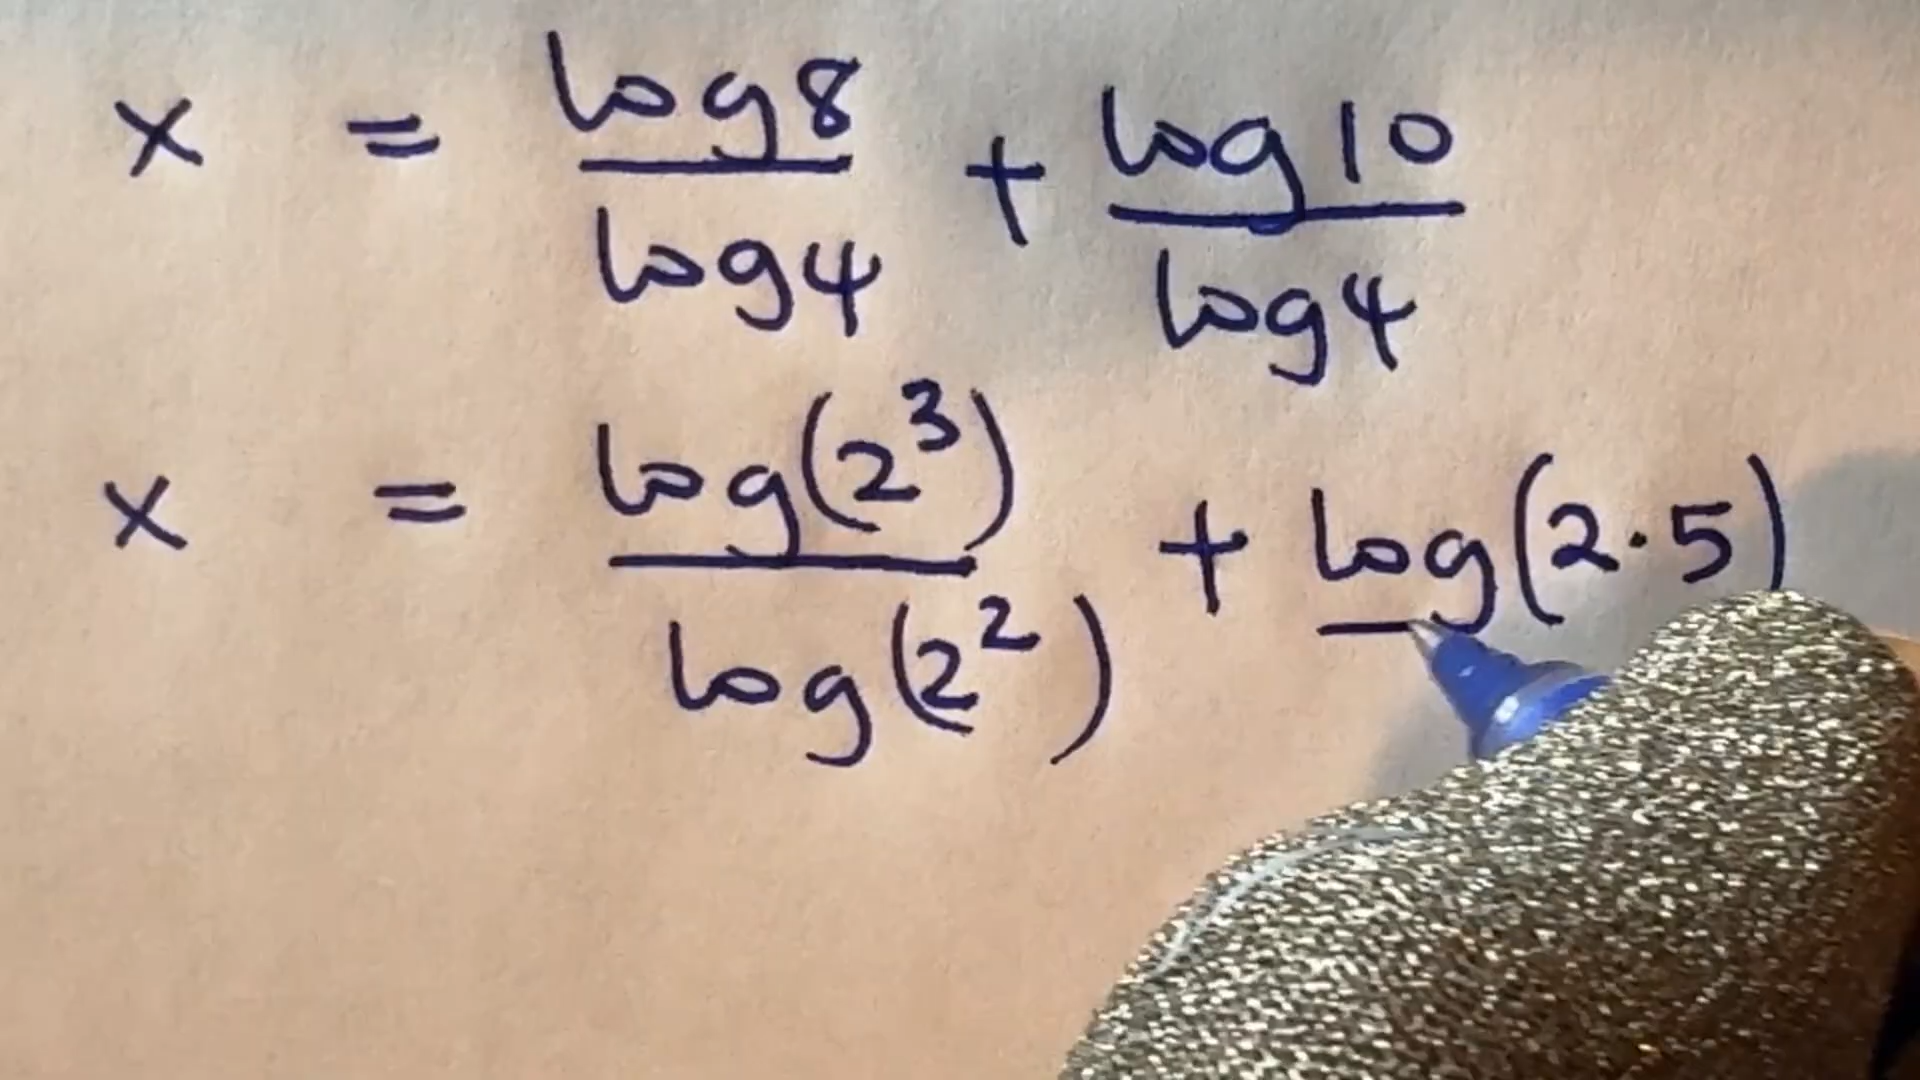 x = log8/log4 + log10/log4
x = log(2³)/log(2²) + log(2·5)